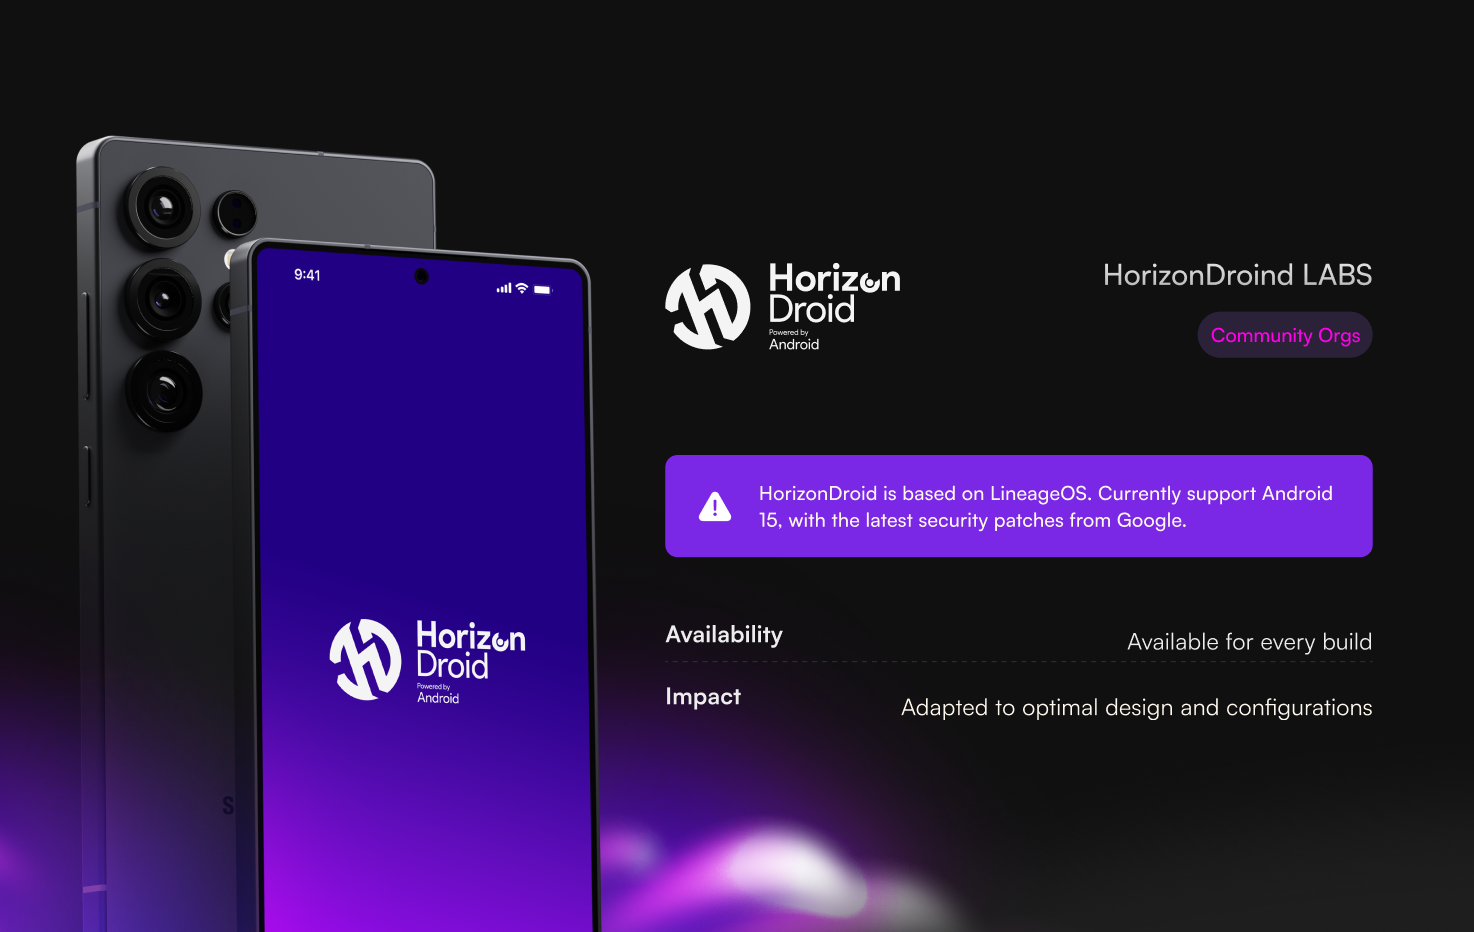 9:41
Horizon
Droid
Powered by
Android
S
Horizon
Droid
Powered by
Android
HorizonDroind LABS
Community Orgs
HorizonDroid is based on LineageOS. Currently support Android
15, with the latest security patches from Google.
Availability
Available for every build
Impact
Adapted to optimal design and configurations